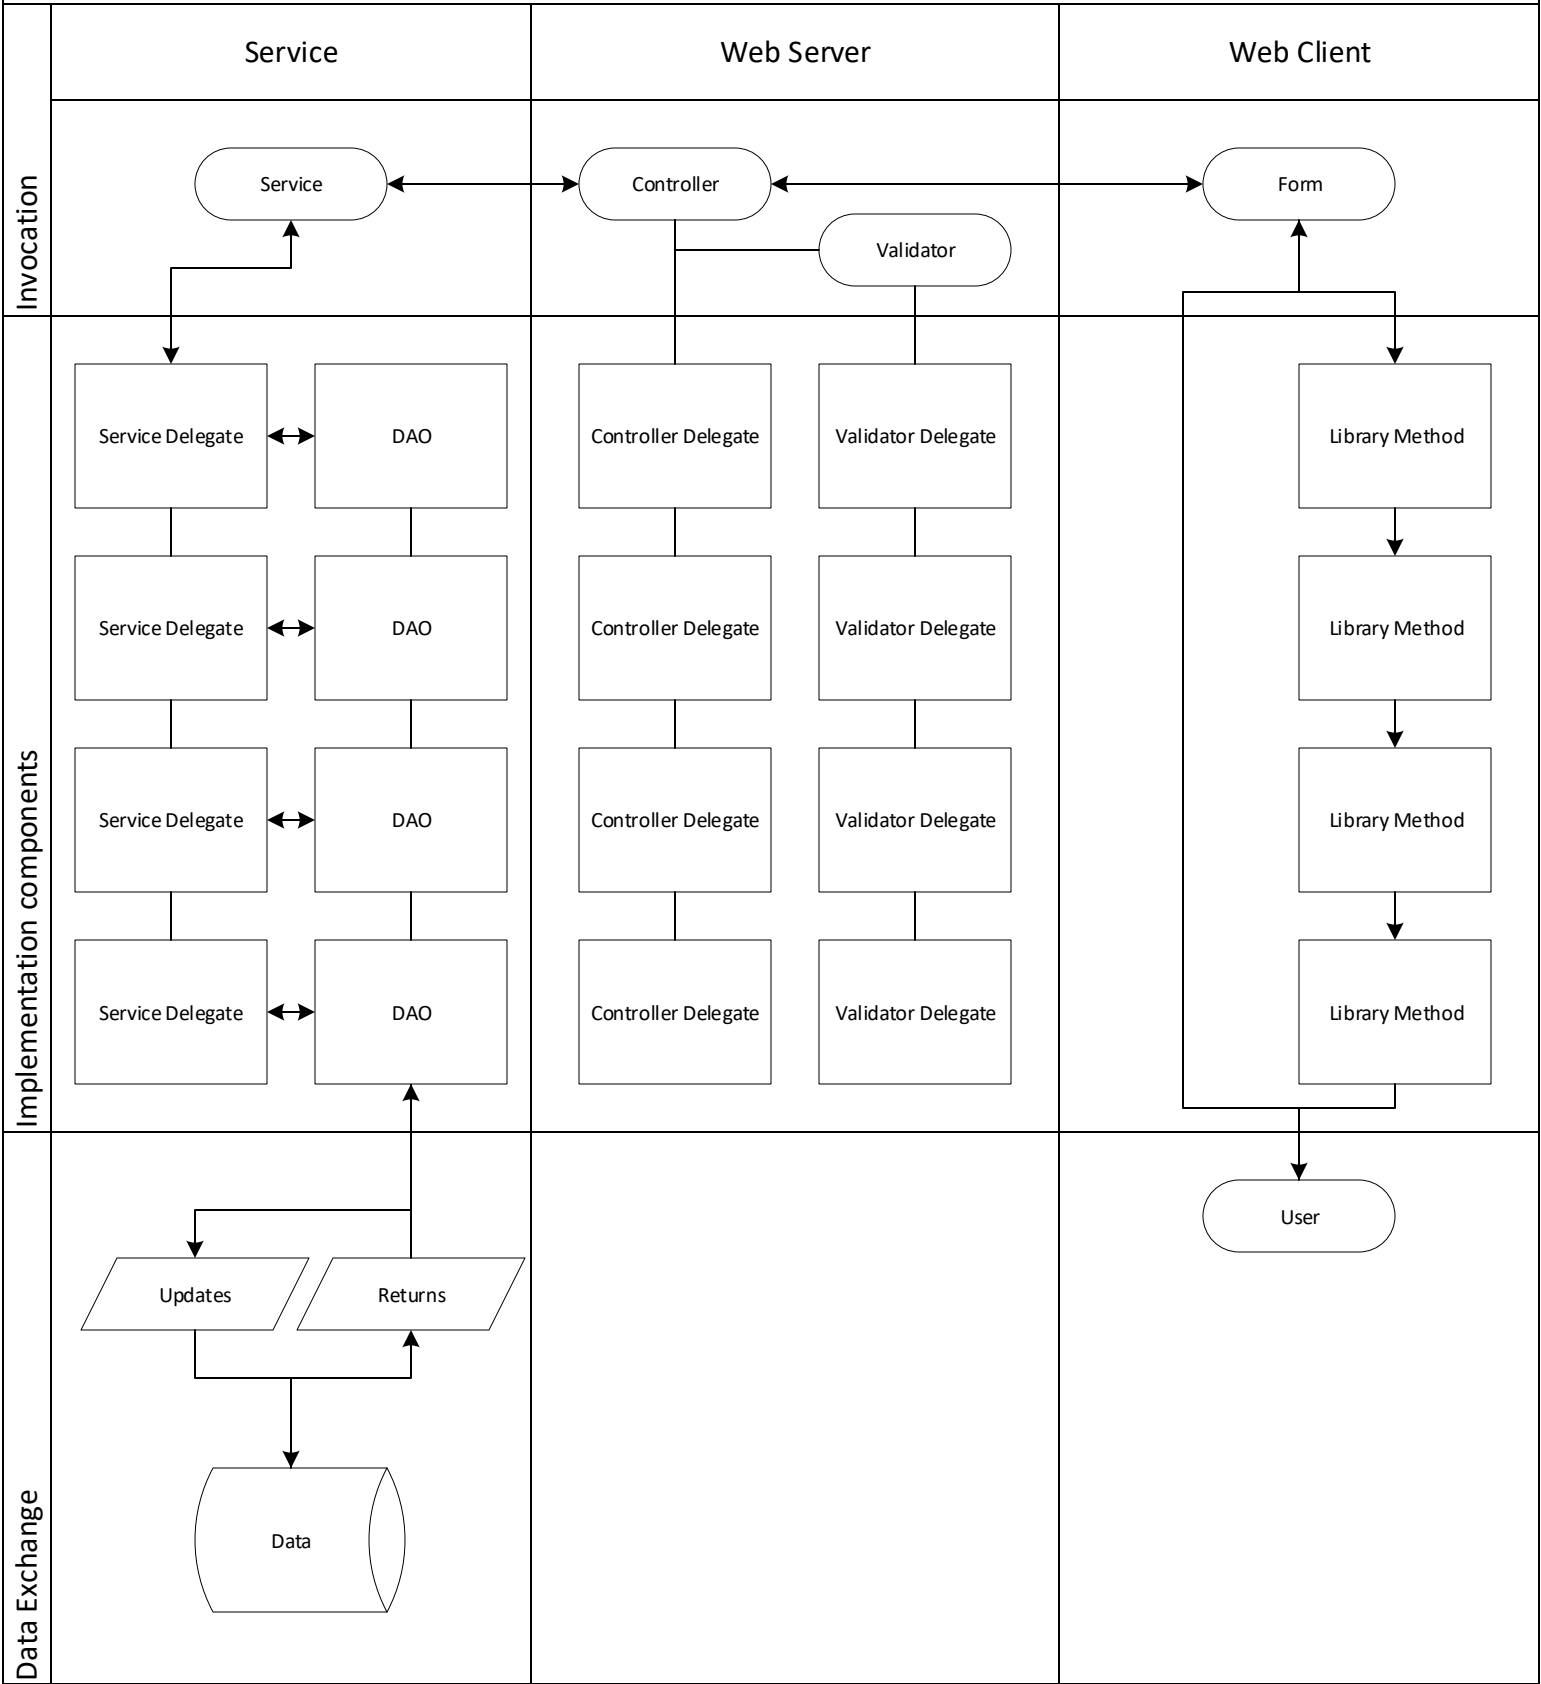 Service
Web Server
Web Client
Invocation
Service
Controller
Form
Validator
Implementation components
Service Delegate
DAO
Controller Delegate
Validator Delegate
Library Method
Service Delegate
DAO
Controller Delegate
Validator Delegate
Library Method
Service Delegate
DAO
Controller Delegate
Validator Delegate
Library Method
Service Delegate
DAO
Controller Delegate
Validator Delegate
Library Method
Data Exchange
User
Updates
Returns
Data